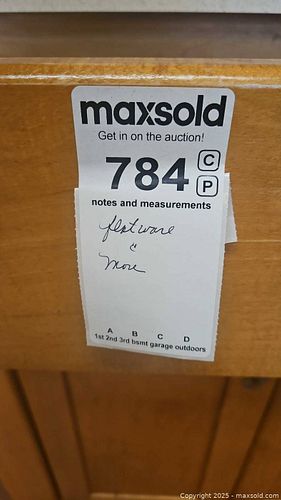 maxsold
Get in on the auction!
784 C
P
notes and measurements
flatware
&
more
A B C D
1st 2nd 3rd bsmt garage outdoors
Copyright © 2025 - maxsold.com